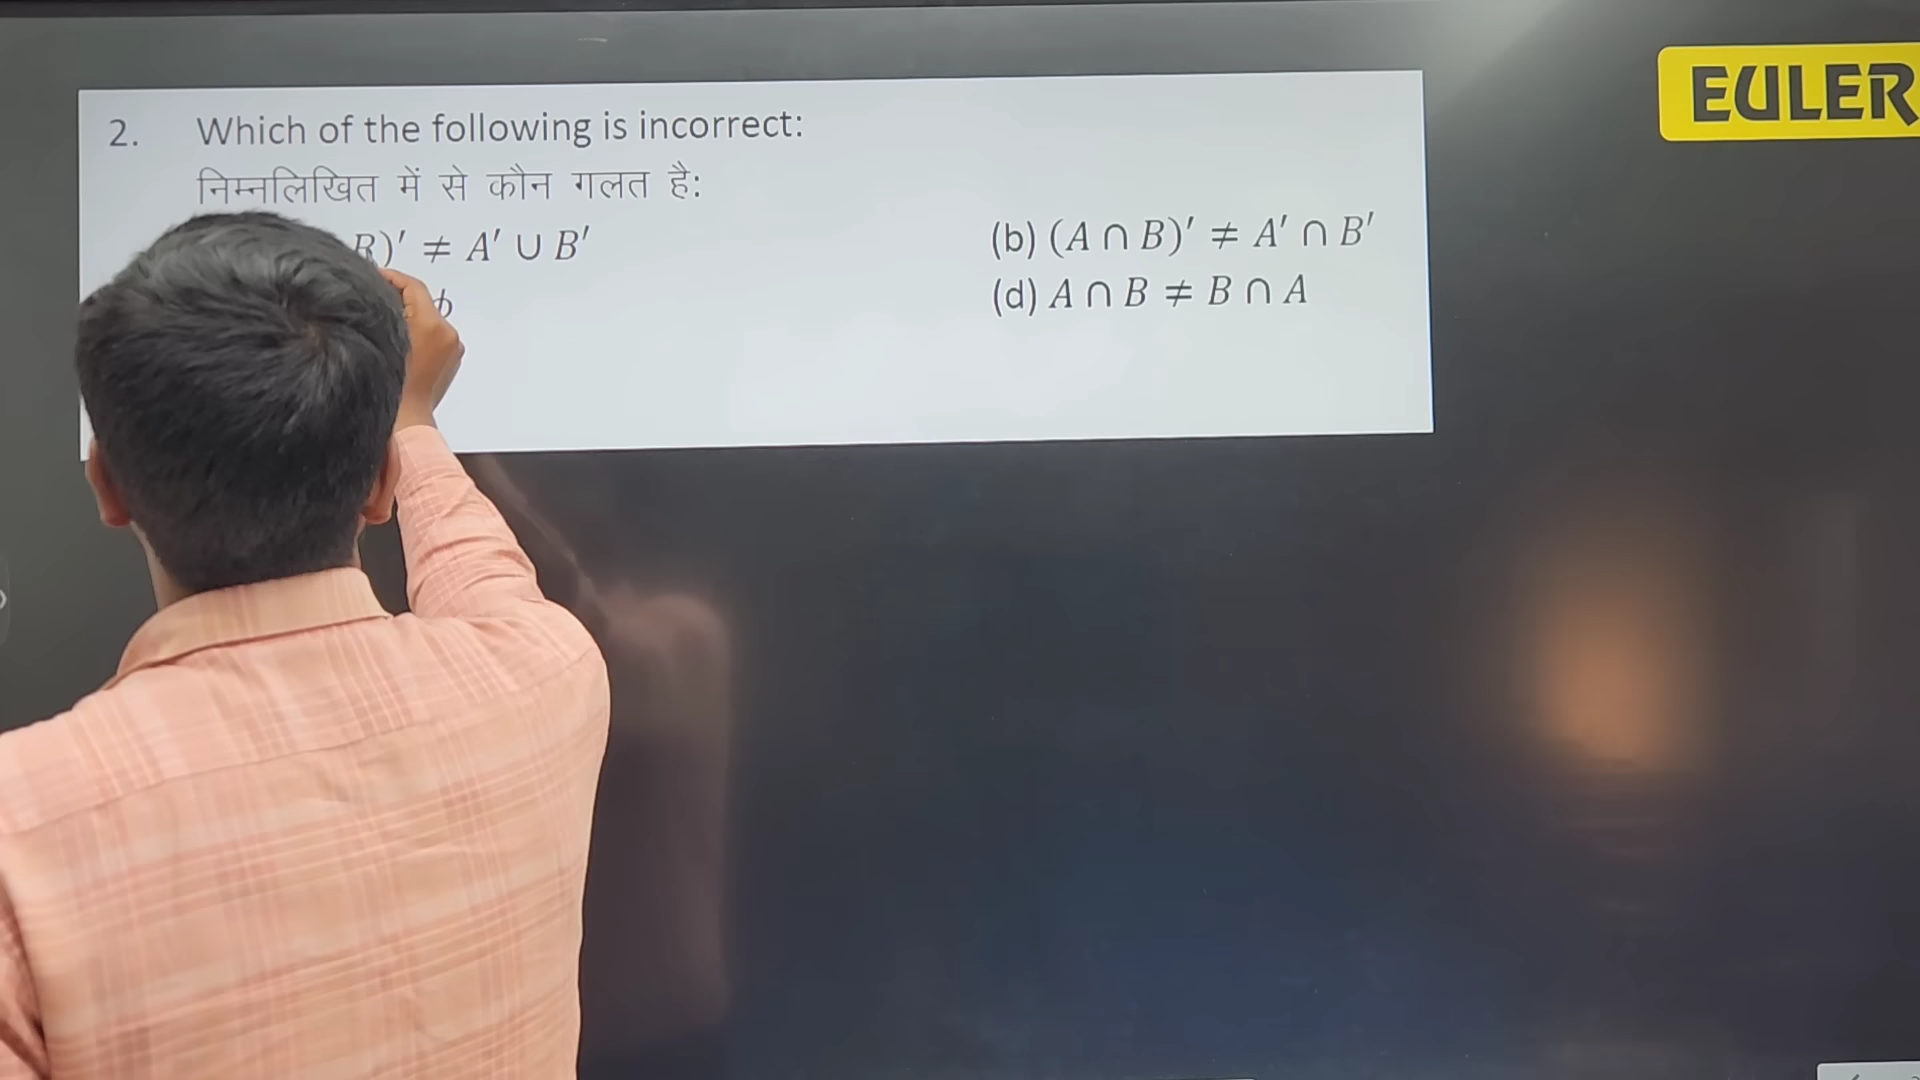 EULER
2. Which of the following is incorrect:
निम्नलिखित में से कौन गलत है:
B)′ ≠ A′ ∪ B′
(b) (A ∩ B)′ ≠ A′ ∩ B′
ϕ
(d) A ∩ B ≠ B ∩ A